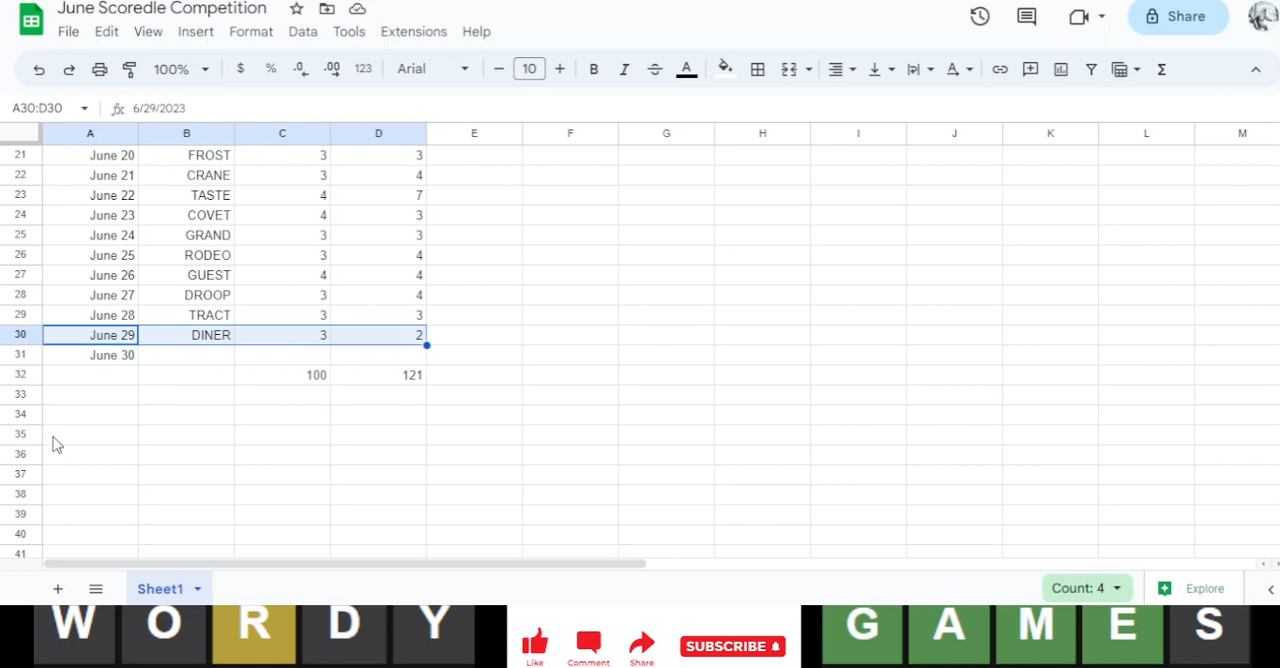 June Scoredle Competition
File Edit View Insert Format Data Tools Extensions Help
Share
100% $ % .0 .00 123 Arial 10 B I A
A30:D30 fx 6/29/2023
A B C D E F G H I J K L M
21 June 20 FROST 3 3
22 June 21 CRANE 3 4
23 June 22 TASTE 4 7
24 June 23 COVET 4 3
25 June 24 GRAND 3 3
26 June 25 RODEO 3 4
27 June 26 GUEST 4 4
28 June 27 DROOP 3 4
29 June 28 TRACT 3 3
30 June 29 DINER 3 2
31 June 30
32 100 121
33
34
35
36
37
38
39
40
41
Sheet1 Count: 4 Explore
WORDY GAMES
SUBSCRIBE
Like Comment Share